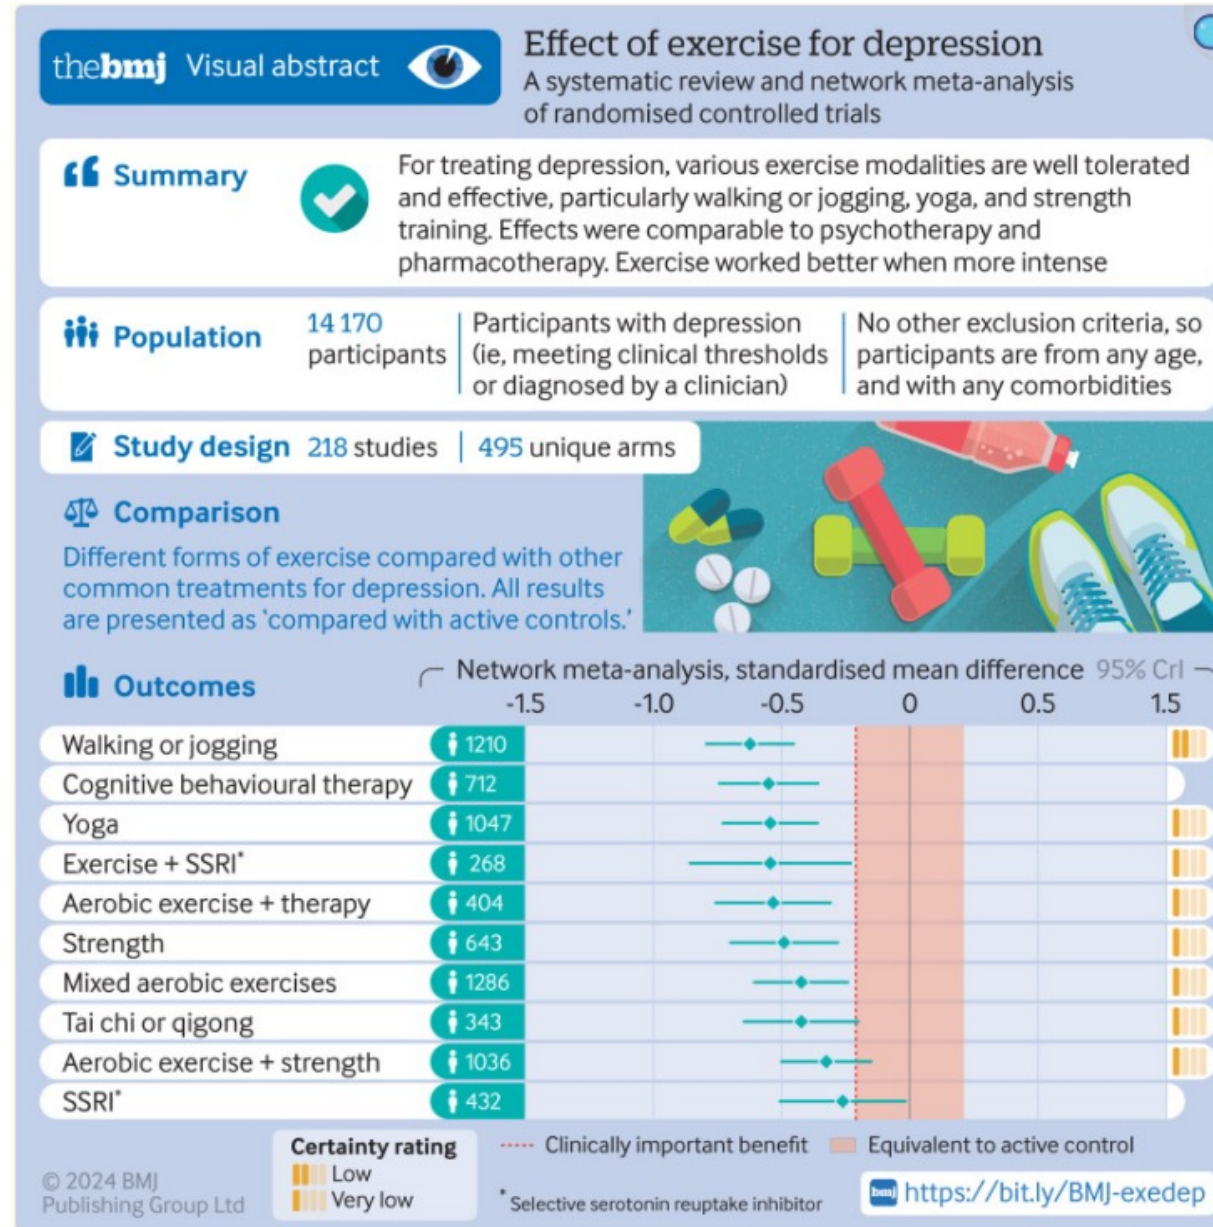 thebmj Visual abstract
Effect of exercise for depression
A systematic review and network meta-analysis
of randomised controlled trials
Summary
For treating depression, various exercise modalities are well tolerated
and effective, particularly walking or jogging, yoga, and strength
training. Effects were comparable to psychotherapy and
pharmacotherapy. Exercise worked better when more intense
Population
14 170
participants
Participants with depression
(ie, meeting clinical thresholds
or diagnosed by a clinician)
No other exclusion criteria, so
participants are from any age,
and with any comorbidities
Study design 218 studies 495 unique arms
Comparison
Different forms of exercise compared with other
common treatments for depression. All results
are presented as ‘compared with active controls.’
Outcomes
Network meta-analysis, standardised mean difference 95% CrI
-1.5 -1.0 -0.5 0 0.5 1.5
Walking or jogging 1210
Cognitive behavioural therapy 712
Yoga 1047
Exercise + SSRI* 268
Aerobic exercise + therapy 404
Strength 643
Mixed aerobic exercises 1286
Tai chi or qigong 343
Aerobic exercise + strength 1036
SSRI* 432
© 2024 BMJ
Publishing Group Ltd
Certainty rating
Low
Very low
Clinically important benefit
Equivalent to active control
* Selective serotonin reuptake inhibitor
bmj https://bit.ly/BMJ-exedep